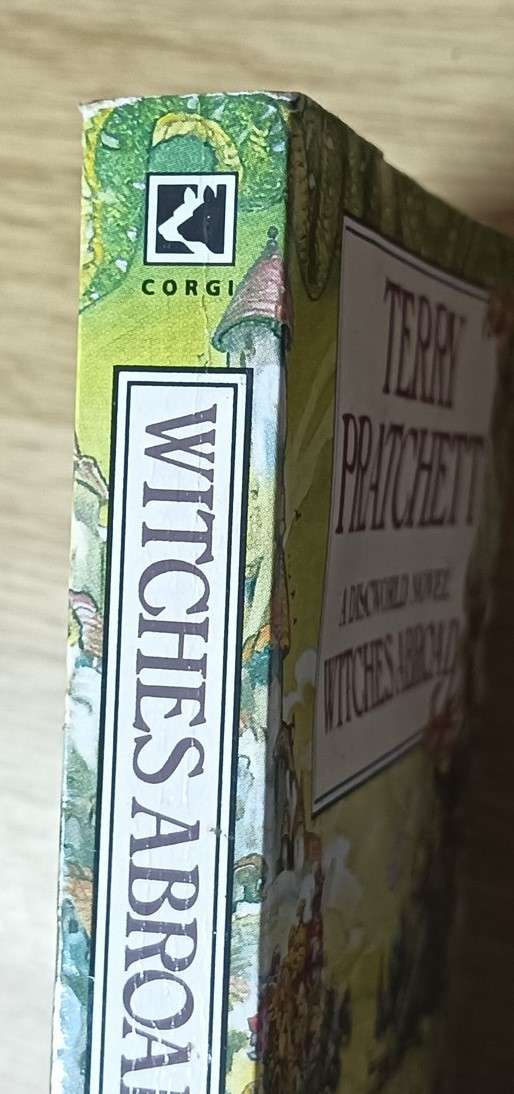 CORGI
WITCHES ABROA
TERRY
PRATCHETT
A DISCWORLD NOVEL
WITCHES ABROAD